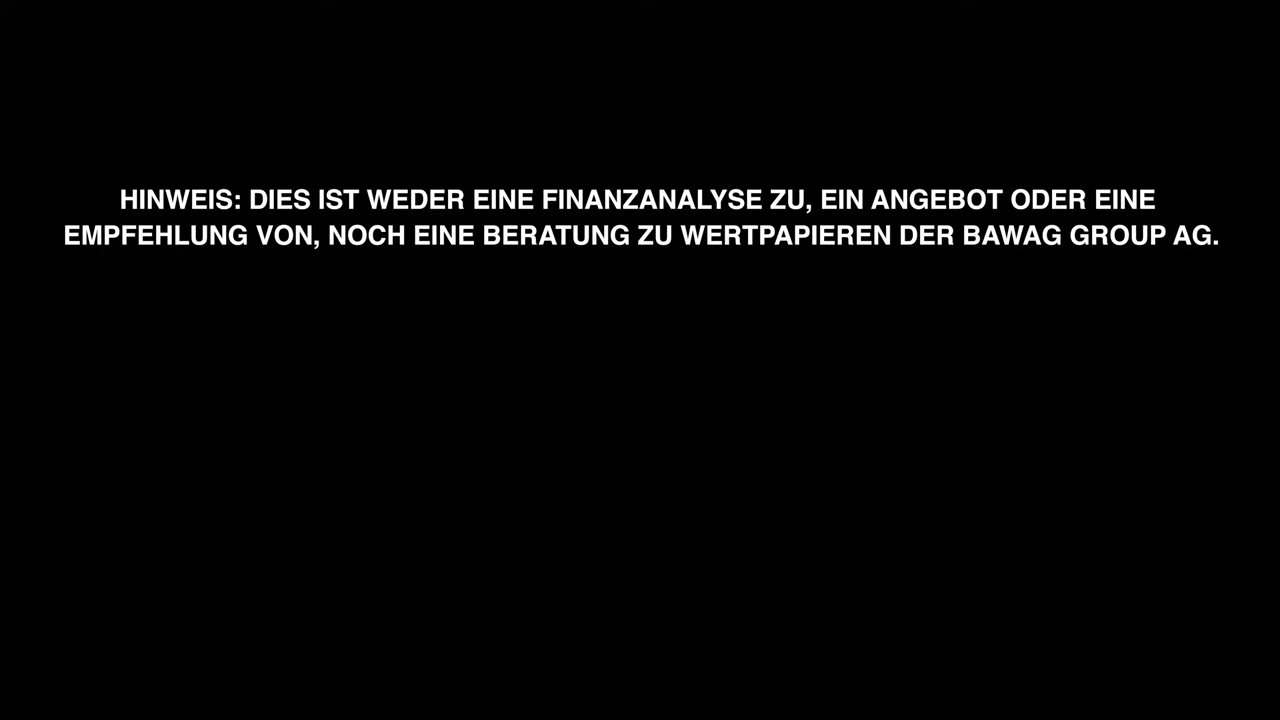 HINWEIS: DIES IST WEDER EINE FINANZANALYSE ZU, EIN ANGEBOT ODER EINE
EMPFEHLUNG VON, NOCH EINE BERATUNG ZU WERTPAPIEREN DER BAWAG GROUP AG.